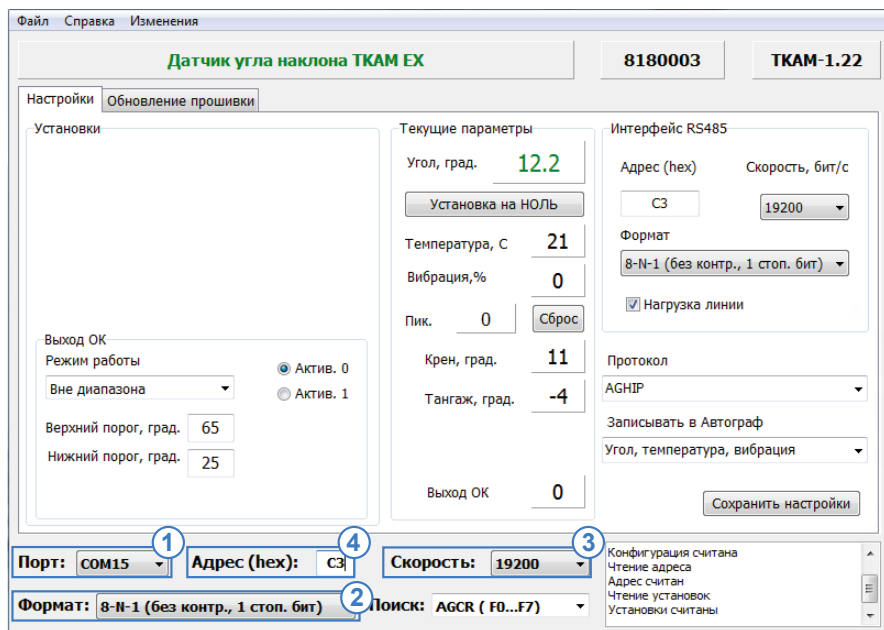 Файл Справка Изменения
Датчик угла наклона TKAM EX 8180003 TKAM-1.22
Настройки Обновление прошивки
Установки
Выход ОК
Режим работы
Вне диапазона
Актив. 0
Актив. 1
Верхний порог, град. 65
Нижний порог, град. 25
Текущие параметры
Угол, град. 12.2
Установка на НОЛЬ
Температура, С 21
Вибрация,% 0
Пик. 0 Сброс
Крен, град. 11
Тангаж, град. -4
Выход ОК 0
Интерфейс RS485
Адрес (hex) Скорость, бит/с
C3 19200
Формат
8-N-1 (без контр., 1 стоп. бит)
Нагрузка линии
Протокол
AGHIP
Записывать в Автограф
Угол, температура, вибрация
Сохранить настройки
1 4 3
Порт: COM15 Адрес (hex): C3 Скорость: 19200
2
Формат: 8-N-1 (без контр., 1 стоп. бит) Поиск: AGCR ( F0...F7)
Конфигурация считана
Чтение адреса
Адрес считан
Чтение установок
Установки считаны